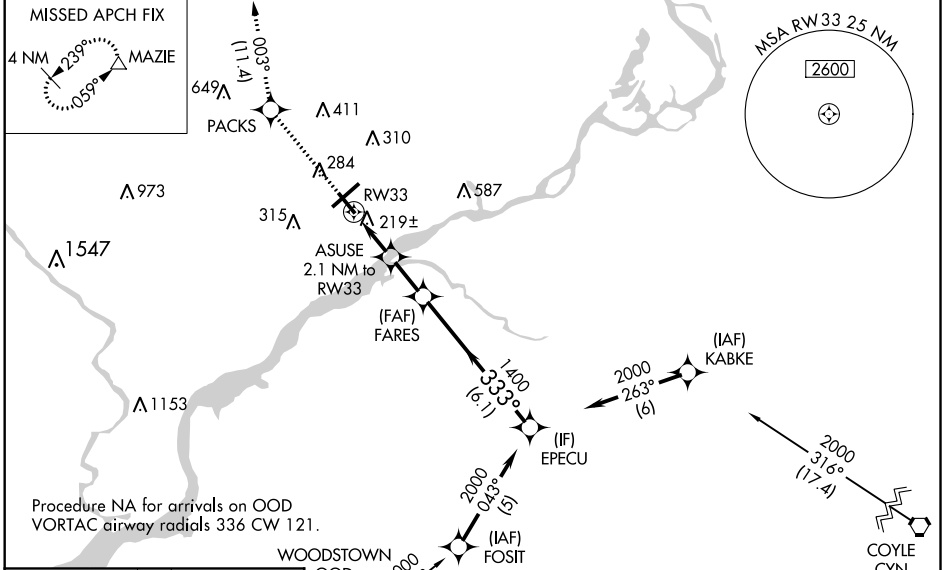 MISSED APCH FIX
4 NM
239°
MAZIE
059°
003°
(11.4)
649
PACKS
411
310
284
RW33
973
587
315
219±
1547
ASUSE
2.1 NM to
RW33
(FAF)
FARES
1400
333°
(6.1)
(IAF)
KABKE
2000
263°
(6)
1153
(IF)
EPECU
2000
316°
(17.4)
2000
043°
(5)
Procedure NA for arrivals on OOD
VORTAC airway radials 336 CW 121.
(IAF)
FOSIT
WOODSTOWN
COYLE
CYN
MSA RW33 25 NM
2600